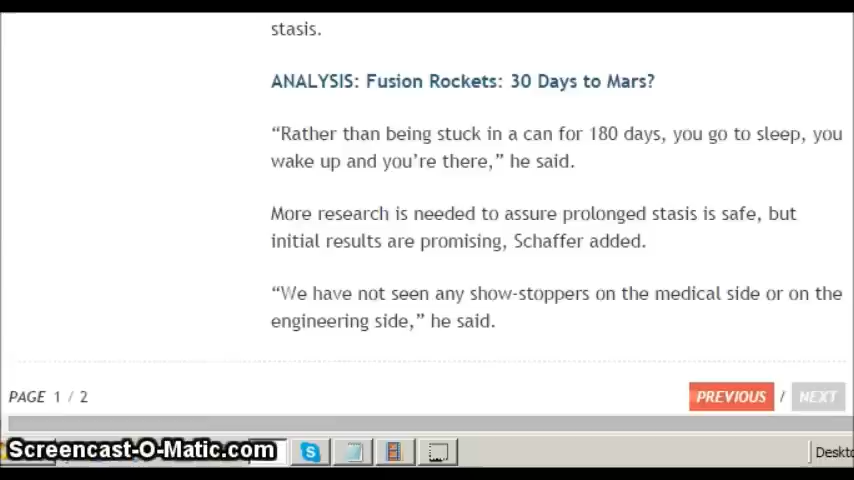 stasis.
ANALYSIS: Fusion Rockets: 30 Days to Mars?
“Rather than being stuck in a can for 180 days, you go to sleep, you
wake up and you’re there,” he said.
More research is needed to assure prolonged stasis is safe, but
initial results are promising, Schaffer added.
“We have not seen any show-stoppers on the medical side or on the
engineering side,” he said.
PAGE 1 / 2
PREVIOUS / NEXT
Screencast-O-Matic.com
Deskto